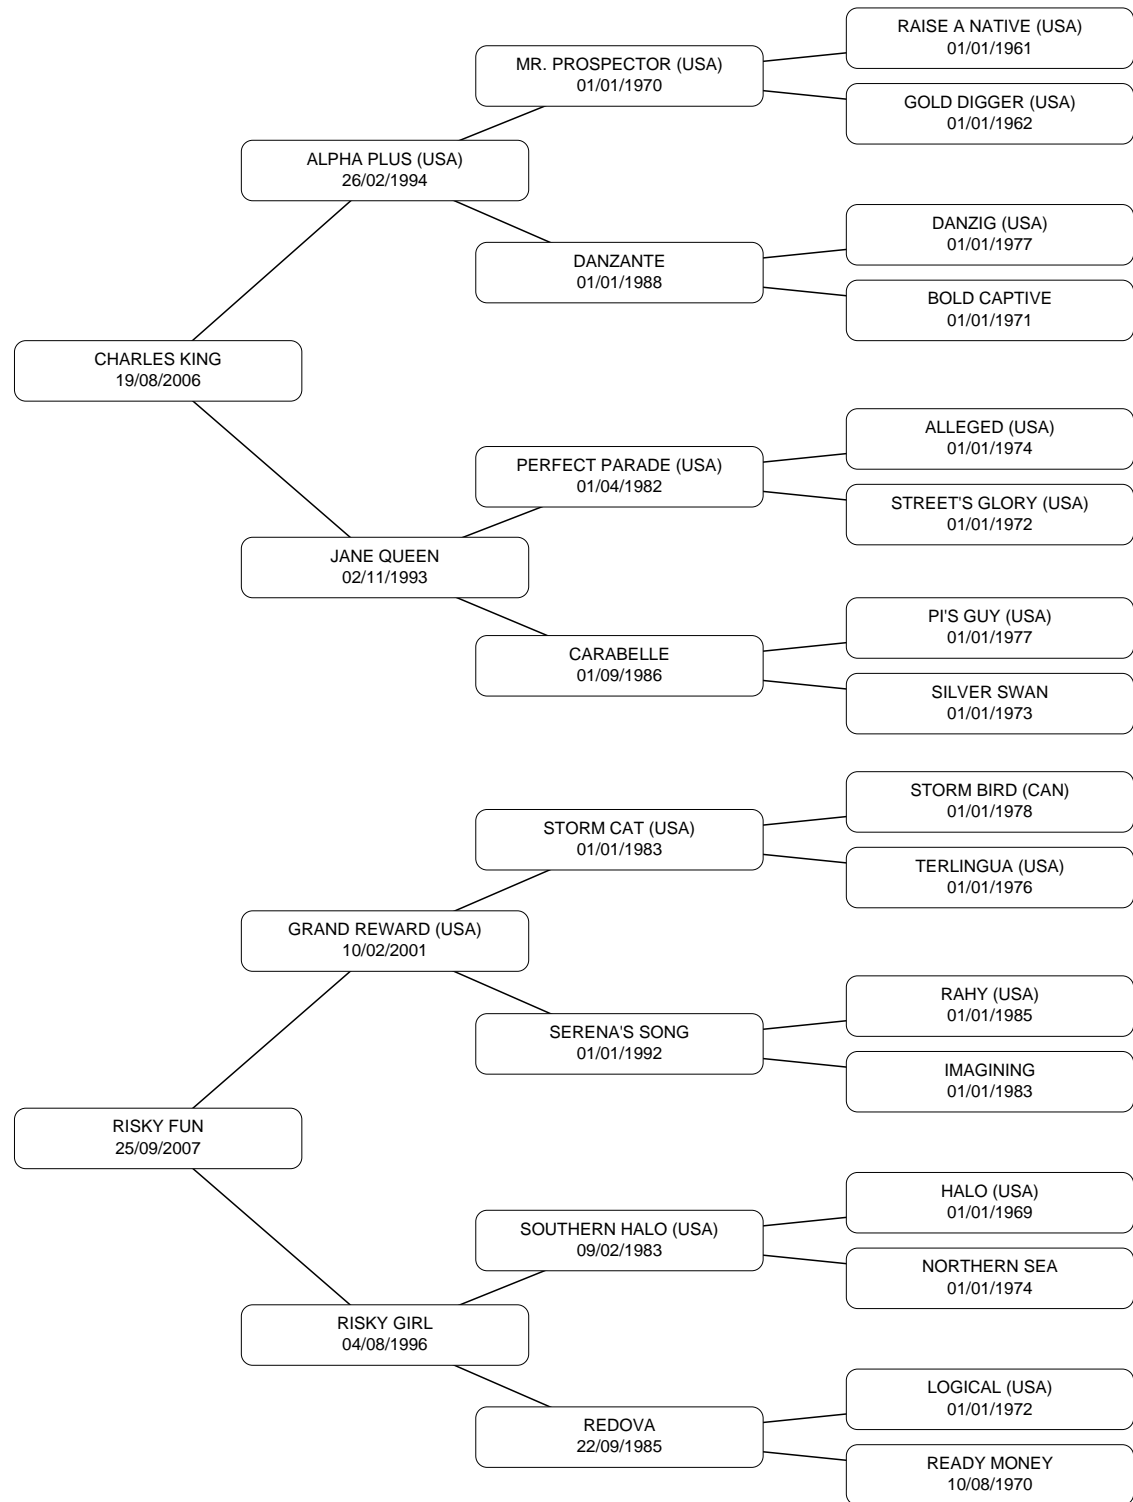 RAISE A NATIVE (USA)
01/01/1961
MR. PROSPECTOR (USA)
01/01/1970
GOLD DIGGER (USA)
01/01/1962
ALPHA PLUS (USA)
26/02/1994
DANZIG (USA)
01/01/1977
DANZANTE
01/01/1988
BOLD CAPTIVE
01/01/1971
CHARLES KING
19/08/2006
ALLEGED (USA)
01/01/1974
PERFECT PARADE (USA)
01/04/1982
STREET'S GLORY (USA)
01/01/1972
JANE QUEEN
02/11/1993
PI'S GUY (USA)
01/01/1977
CARABELLE
01/09/1986
SILVER SWAN
01/01/1973
STORM BIRD (CAN)
01/01/1978
STORM CAT (USA)
01/01/1983
TERLINGUA (USA)
01/01/1976
GRAND REWARD (USA)
10/02/2001
RAHY (USA)
01/01/1985
SERENA'S SONG
01/01/1992
IMAGINING
01/01/1983
RISKY FUN
25/09/2007
HALO (USA)
01/01/1969
SOUTHERN HALO (USA)
09/02/1983
NORTHERN SEA
01/01/1974
RISKY GIRL
04/08/1996
LOGICAL (USA)
01/01/1972
REDOVA
22/09/1985
READY MONEY
10/08/1970